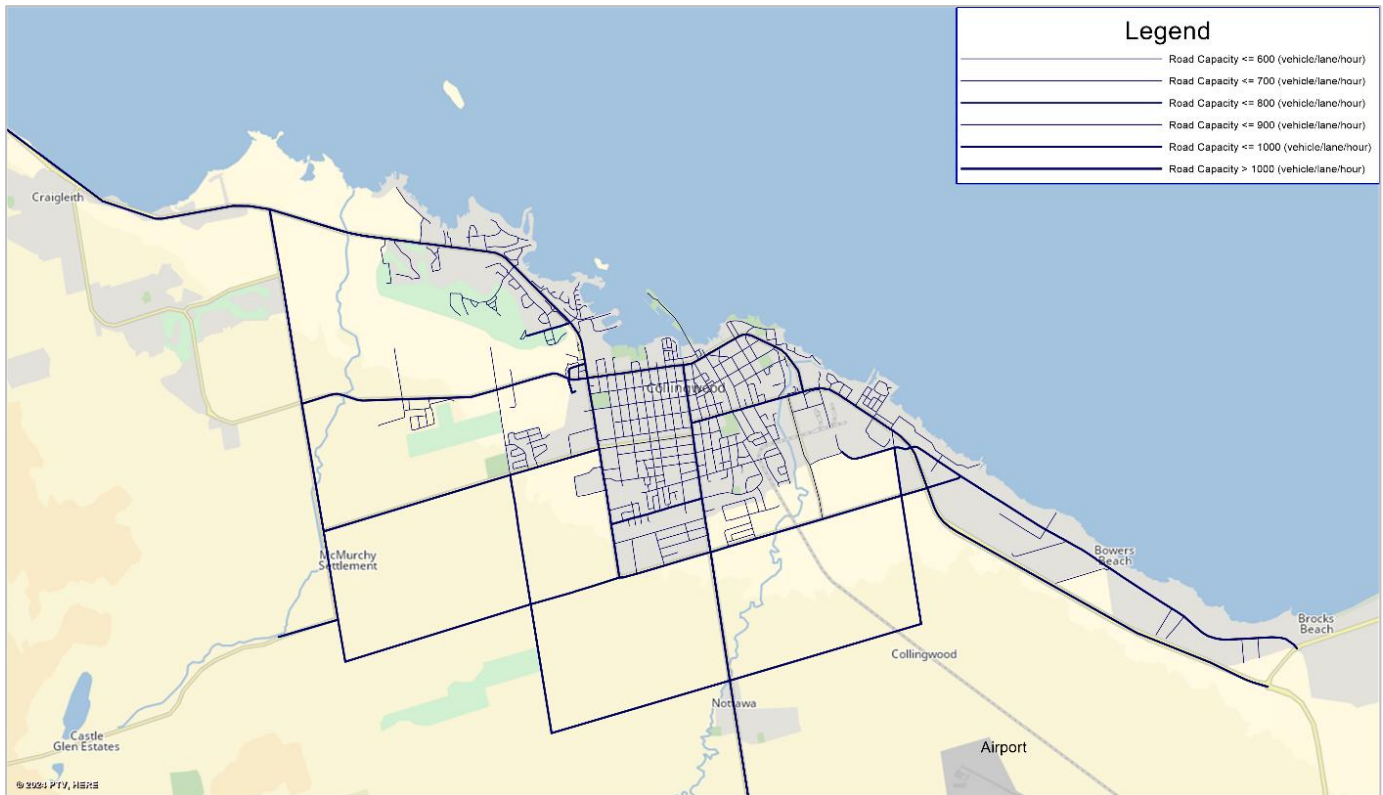 Legend
Road Capacity <= 600 (vehicle/lane/hour)
Road Capacity <= 700 (vehicle/lane/hour)
Road Capacity <= 800 (vehicle/lane/hour)
Road Capacity <= 900 (vehicle/lane/hour)
Road Capacity <= 1000 (vehicle/lane/hour)
Road Capacity > 1000 (vehicle/lane/hour)
Craigleith
Collingwood
McMurchy
Settlement
Bowers
Beach
Brocks
Beach
Collingwood
Nottawa
Castle
Glen Estates
Airport
© 2024 PTV, HERE